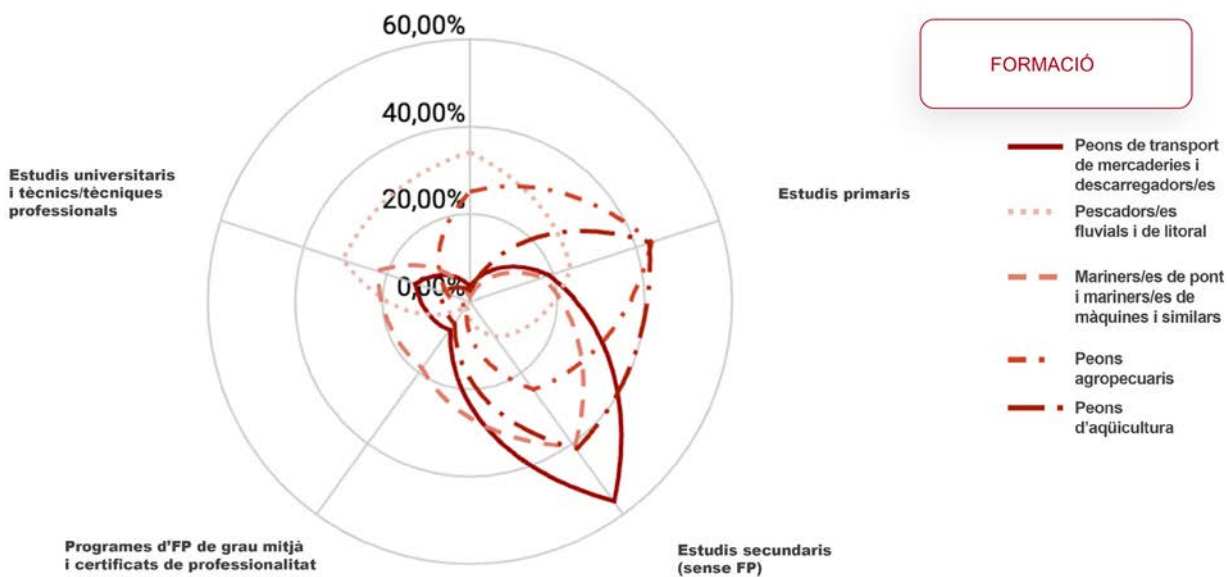 60,00%
40,00%
20,00%
0,00%
FORMACIÓ
Estudis universitaris
i tècnics/tècniques
professionals
Estudis primaris
Peons de transport
de mercaderies i
descarregadors/es
Pescadors/es
fluvials i de litoral
Mariners/es de pont
i mariners/es de
màquines i similars
Peons
agropecuaris
Peons
d'aqüicultura
Programes d'FP de grau mitjà
i certificats de professionalitat
Estudis secundaris
(sense FP)